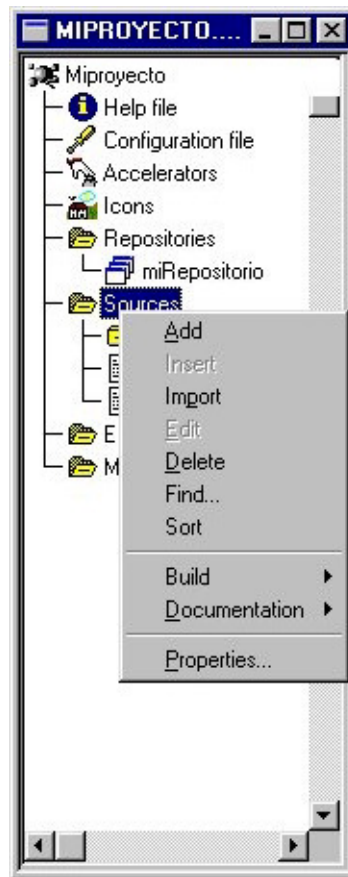 MIPROYECTO....
Miproyecto
Help file
Configuration file
Accelerators
Icons
Repositories
miRepositorio
Sources
Add
Insert
Import
Edit
Delete
Find...
Sort
Build
Documentation
Properties...
E
M